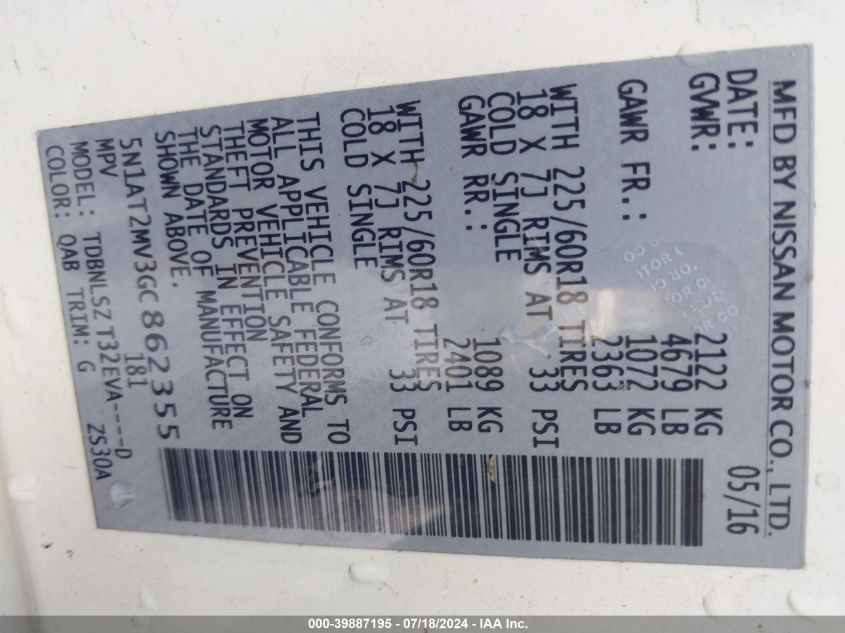 MFD BY NISSAN MOTOR CO., LTD.
DATE: 05/16
GVWR: 2122 KG
4679 LB
GAWR FR.: 1072 KG
2363 LB
WITH 225/60R18 TIRES
18 X 7J RIMS AT 33 PSI
COLD SINGLE
GAWR RR.: 1089 KG
2401 LB
WITH 225/60R18 TIRES
18 X 7J RIMS AT 33 PSI
COLD SINGLE
THIS VEHICLE CONFORMS TO
ALL APPLICABLE FEDERAL
MOTOR VEHICLE SAFETY AND
THEFT PREVENTION
STANDARDS IN EFFECT ON
THE DATE OF MANUFACTURE
SHOWN ABOVE.
5N1AT2MV3GC862355
MPV 181
MODEL: TDBNLSZ T32EVA----D
COLOR: QAB TRIM: G ZS30A
000-39887195 - 07/18/2024 - IAA Inc.